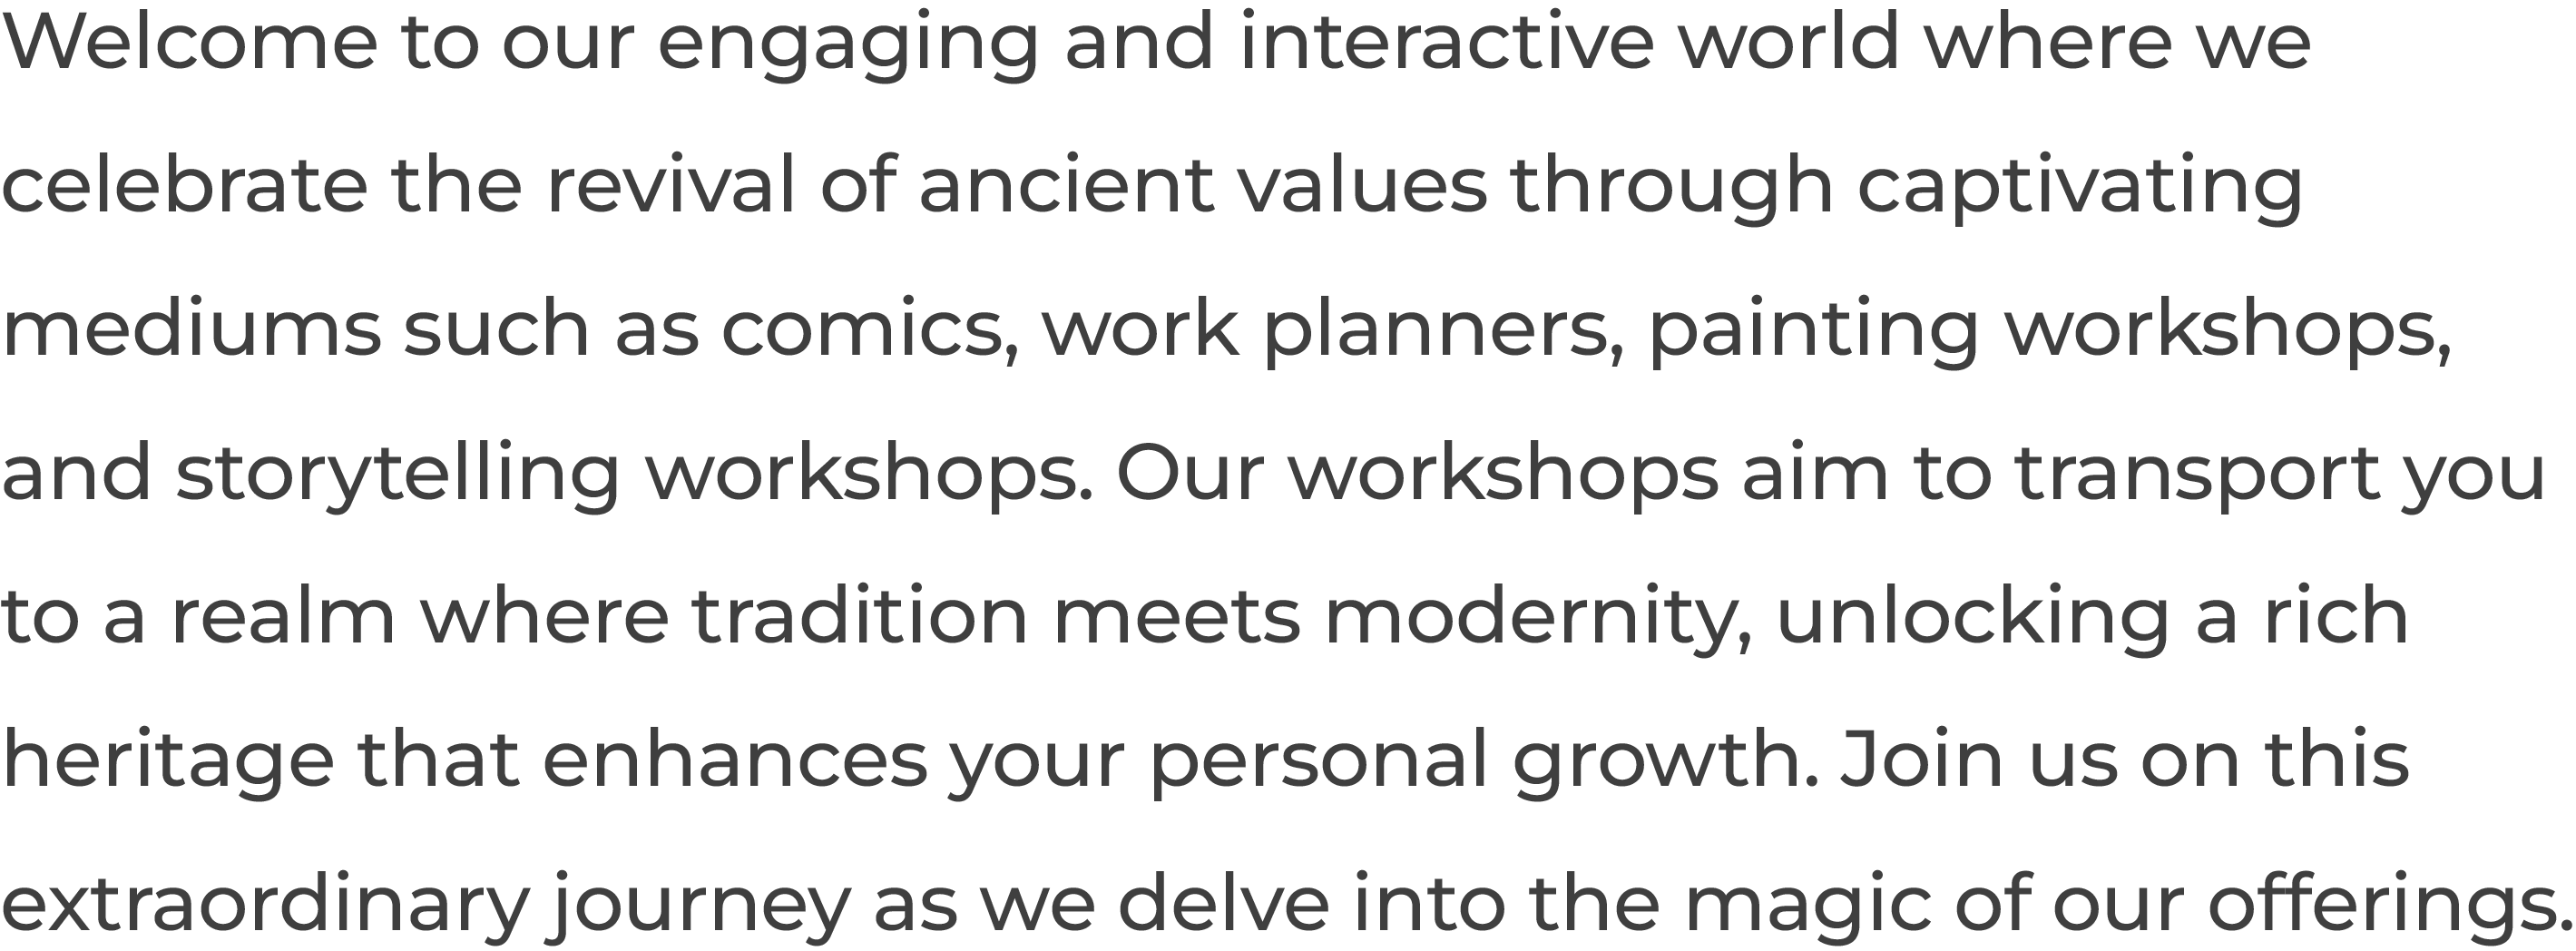 Welcome to our engaging and interactive world where we
celebrate the revival of ancient values through captivating
mediums such as comics, work planners, painting workshops,
and storytelling workshops. Our workshops aim to transport you
to a realm where tradition meets modernity, unlocking a rich
heritage that enhances your personal growth. Join us on this
extraordinary journey as we delve into the magic of our offerings.